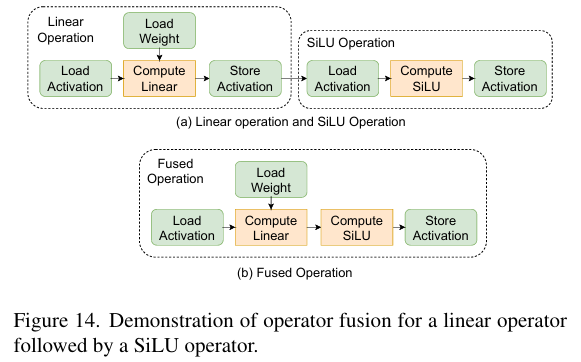 Linear
Operation
Load
Weight
SiLU Operation
Load
Activation
Compute
Linear
Store
Activation
Load
Activation
Compute
SiLU
Store
Activation
(a) Linear operation and SiLU Operation
Fused
Operation
Load
Weight
Load
Activation
Compute
Linear
Compute
SiLU
Store
Activation
(b) Fused Operation
Figure 14. Demonstration of operator fusion for a linear operator
followed by a SiLU operator.